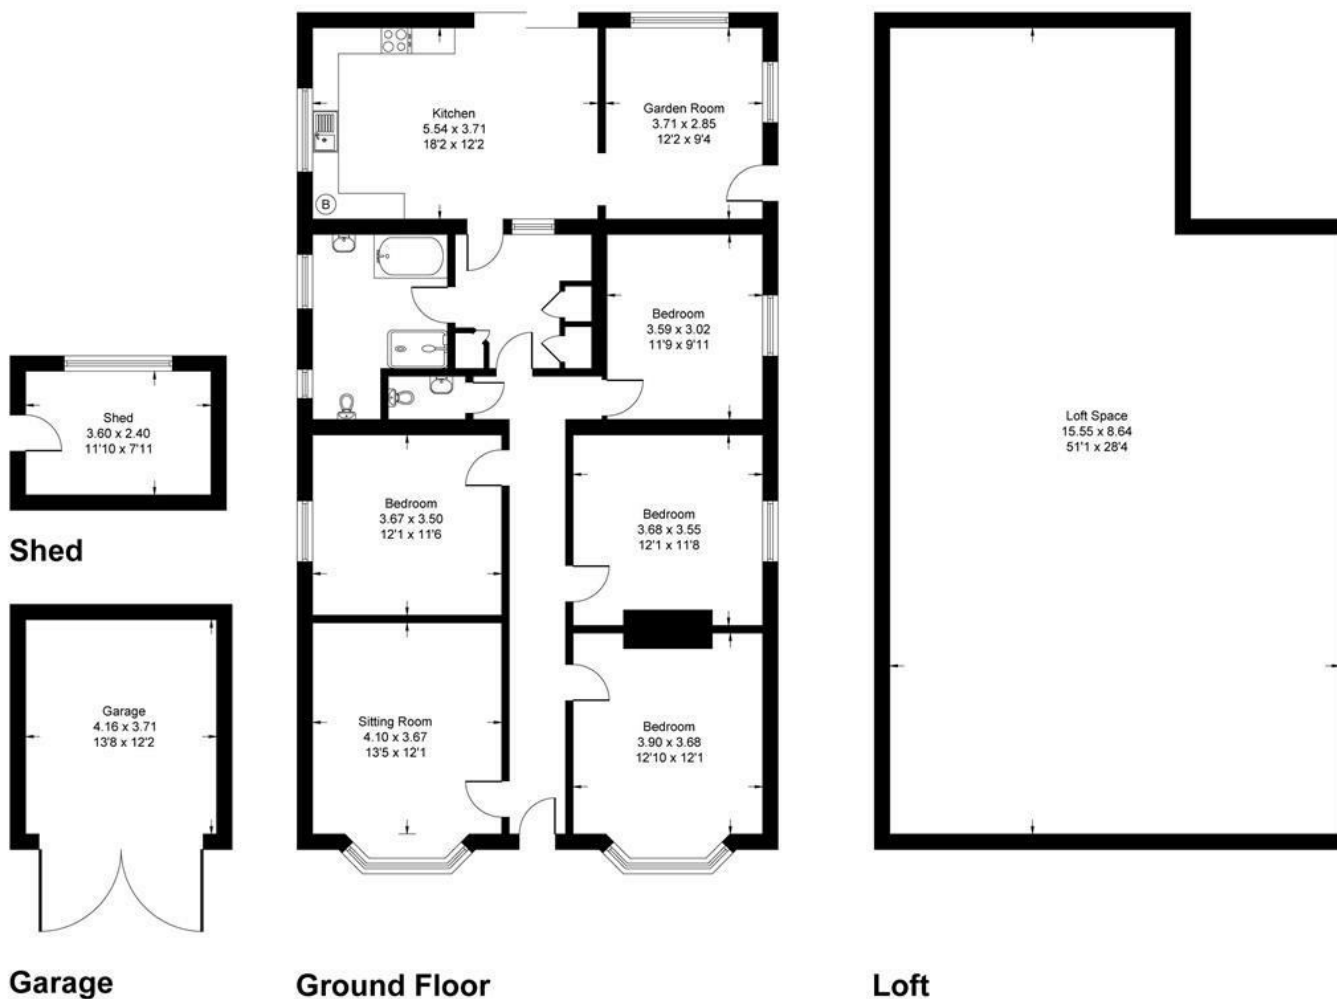 Kitchen
5.54 x 3.71
18'2 x 12'2
Garden Room
3.71 x 2.85
12'2 x 9'4
B
Bedroom
3.59 x 3.02
11'9 x 9'11
Shed
3.60 x 2.40
11'10 x 7'11
Shed
Bedroom
3.67 x 3.50
12'1 x 11'6
Bedroom
3.68 x 3.55
12'1 x 11'8
Loft Space
15.55 x 8.64
51'1 x 28'4
Garage
4.16 x 3.71
13'8 x 12'2
Sitting Room
4.10 x 3.67
13'5 x 12'1
Bedroom
3.90 x 3.68
12'10 x 12'1
Garage
Ground Floor
Loft